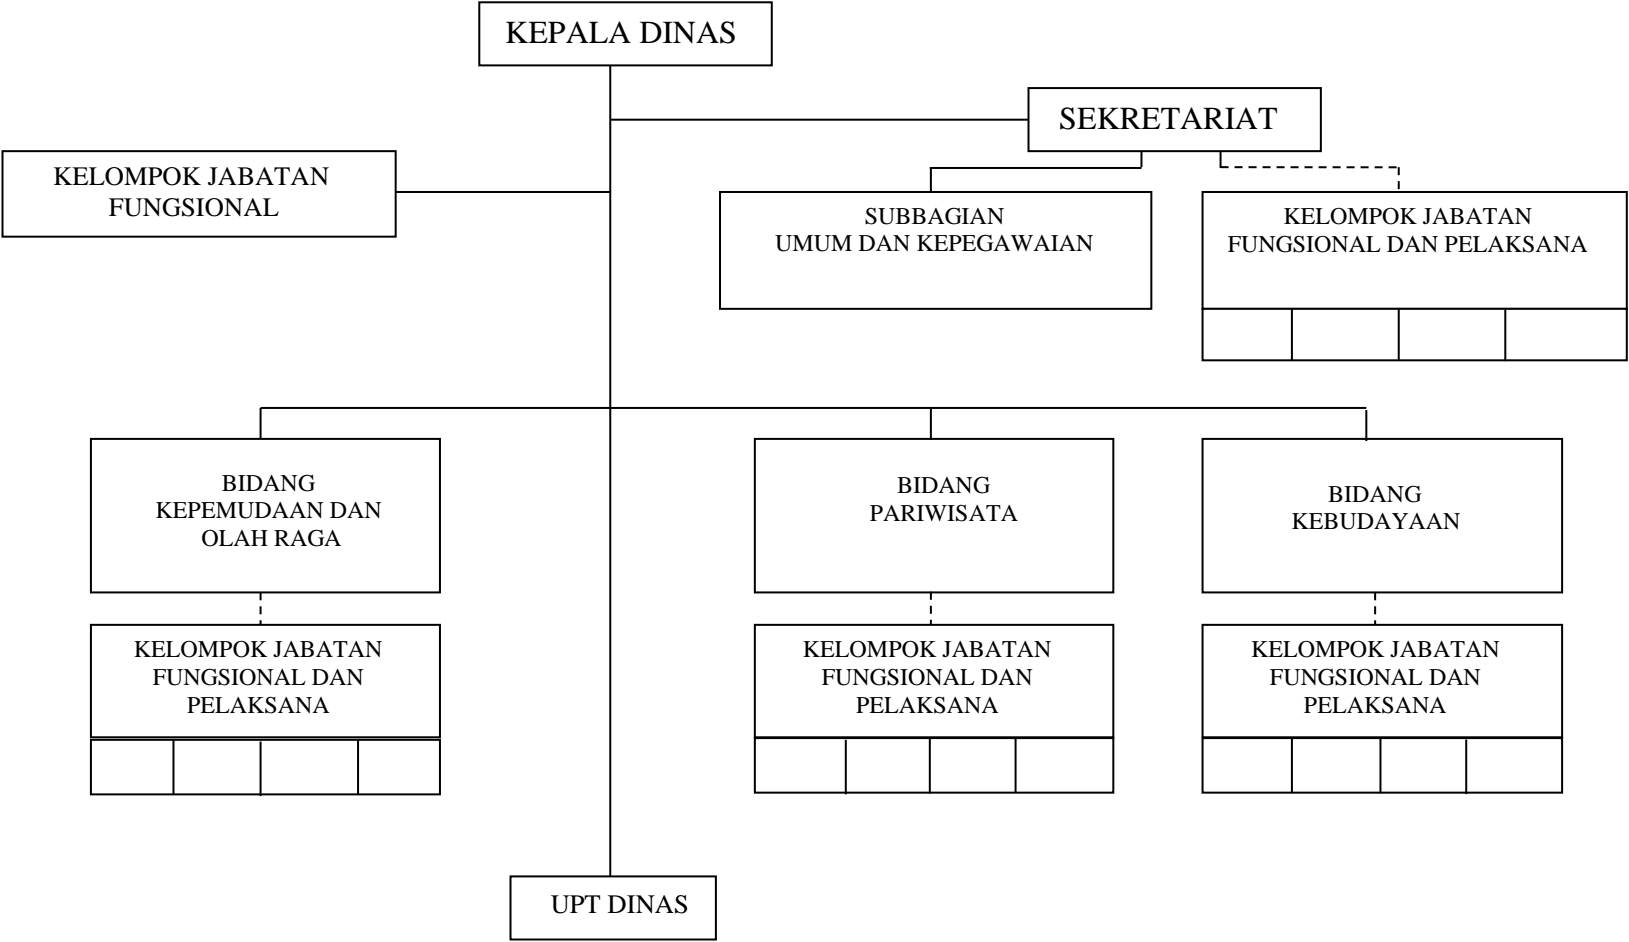 KEPALA DINAS
SEKRETARIAT
KELOMPOK JABATAN
FUNGSIONAL
SUBBAGIAN
UMUM DAN KEPEGAWAIAN
KELOMPOK JABATAN
FUNGSIONAL DAN PELAKSANA
BIDANG
KEPEMUDAAN DAN
OLAH RAGA
BIDANG
PARIWISATA
BIDANG
KEBUDAYAAN
KELOMPOK JABATAN
FUNGSIONAL DAN
PELAKSANA
KELOMPOK JABATAN
FUNGSIONAL DAN
PELAKSANA
KELOMPOK JABATAN
FUNGSIONAL DAN
PELAKSANA
UPT DINAS